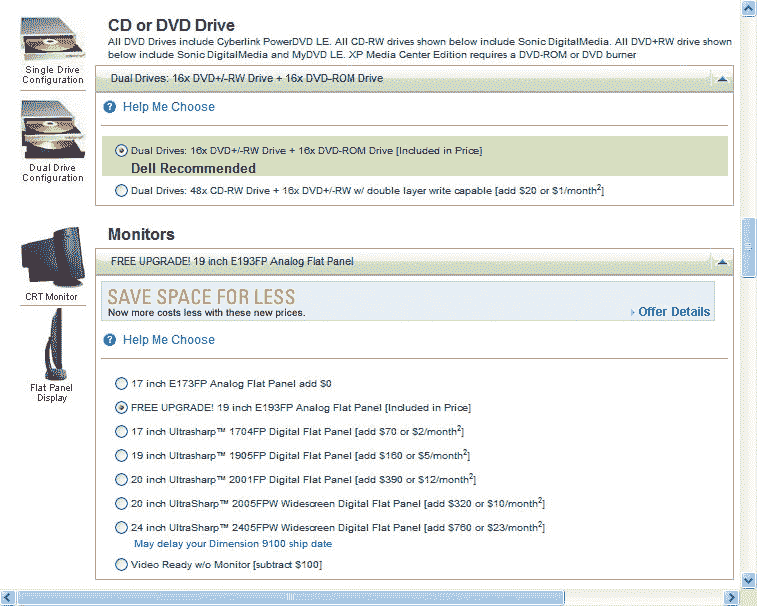 CD or DVD Drive
All DVD Drives include Cyberlink PowerDVD LE. All CD-RW drives shown below include Sonic DigitalMedia. All DVD+RW drive shown
below include Sonic DigitalMedia and MyDVD LE. XP Media Center Edition requires a DVD-ROM or DVD burner
Single Drive
Configuration
Dual Drives: 16x DVD+/-RW Drive + 16x DVD-ROM Drive
? Help Me Choose
Dual Drive
Configuration
Dual Drives: 16x DVD+/-RW Drive + 16x DVD-ROM Drive [Included in Price]
Dell Recommended
Dual Drives: 48x CD-RW Drive + 16x DVD+/-RW w/ double layer write capable [add $20 or $1/month2]
Monitors
FREE UPGRADE! 19 inch E193FP Analog Flat Panel
CRT Monitor
SAVE SPACE FOR LESS
Now more costs less with these new prices.
Offer Details
? Help Me Choose
Flat Panel
Display
17 inch E173FP Analog Flat Panel add $0
FREE UPGRADE! 19 inch E193FP Analog Flat Panel [Included in Price]
17 inch Ultrasharp™ 1704FP Digital Flat Panel [add $70 or $2/month2]
19 inch Ultrasharp™ 1905FP Digital Flat Panel [add $160 or $5/month2]
20 inch Ultrasharp™ 2001FP Digital Flat Panel [add $390 or $12/month2]
20 inch UltraSharp™ 2005FPW Widescreen Digital Flat Panel [add $320 or $10/month2]
24 inch UltraSharp™ 2405FPW Widescreen Digital Flat Panel [add $760 or $23/month2]
May delay your Dimension 9100 ship date
Video Ready w/o Monitor [subtract $100]